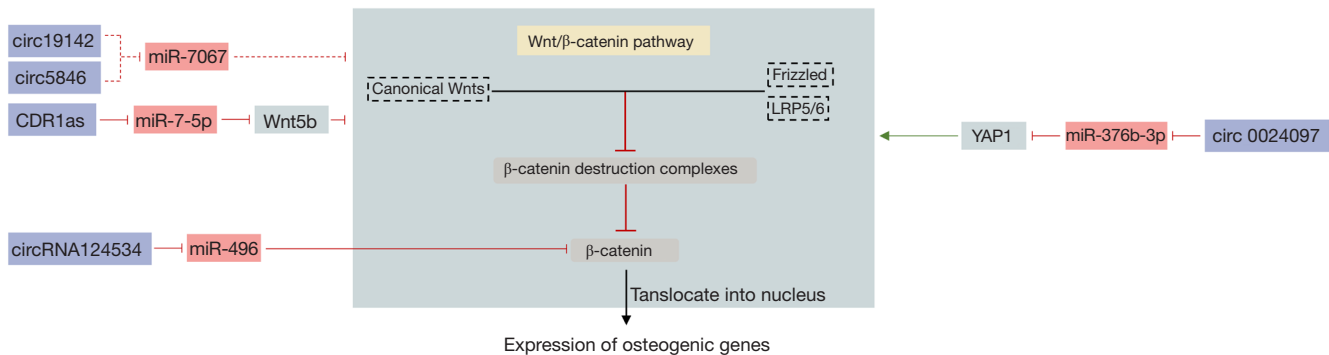 circ19142
circ5846
miR-7067
CDR1as
miR-7-5p
Wnt5b
circRNA124534
miR-496
Wnt/β-catenin pathway
Canonical Wnts
Frizzled
LRP5/6
β-catenin destruction complexes
β-catenin
Tanslocate into nucleus
Expression of osteogenic genes
YAP1
miR-376b-3p
circ 0024097